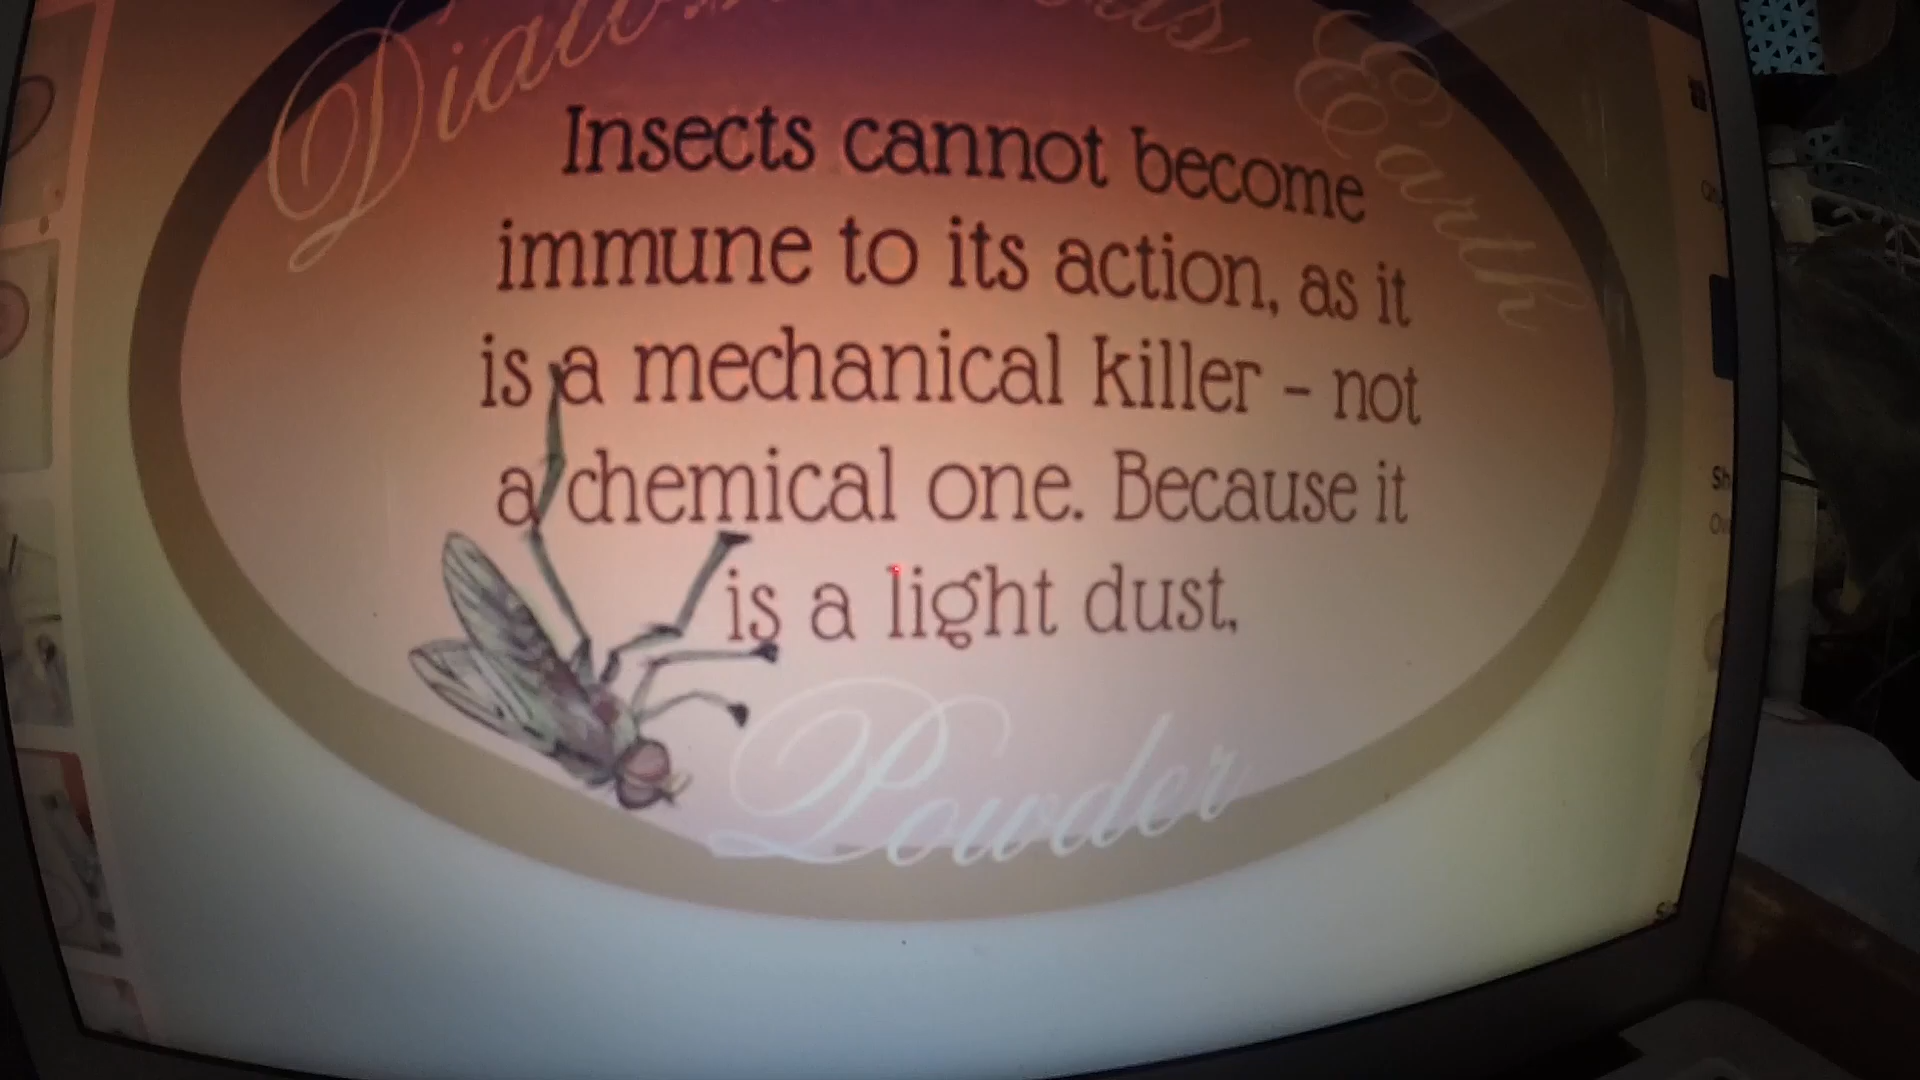 Earth
Insects cannot become
immune to its action, as it
is a mechanical killer - not
a chemical one. Because it
is a light dust,
Powder